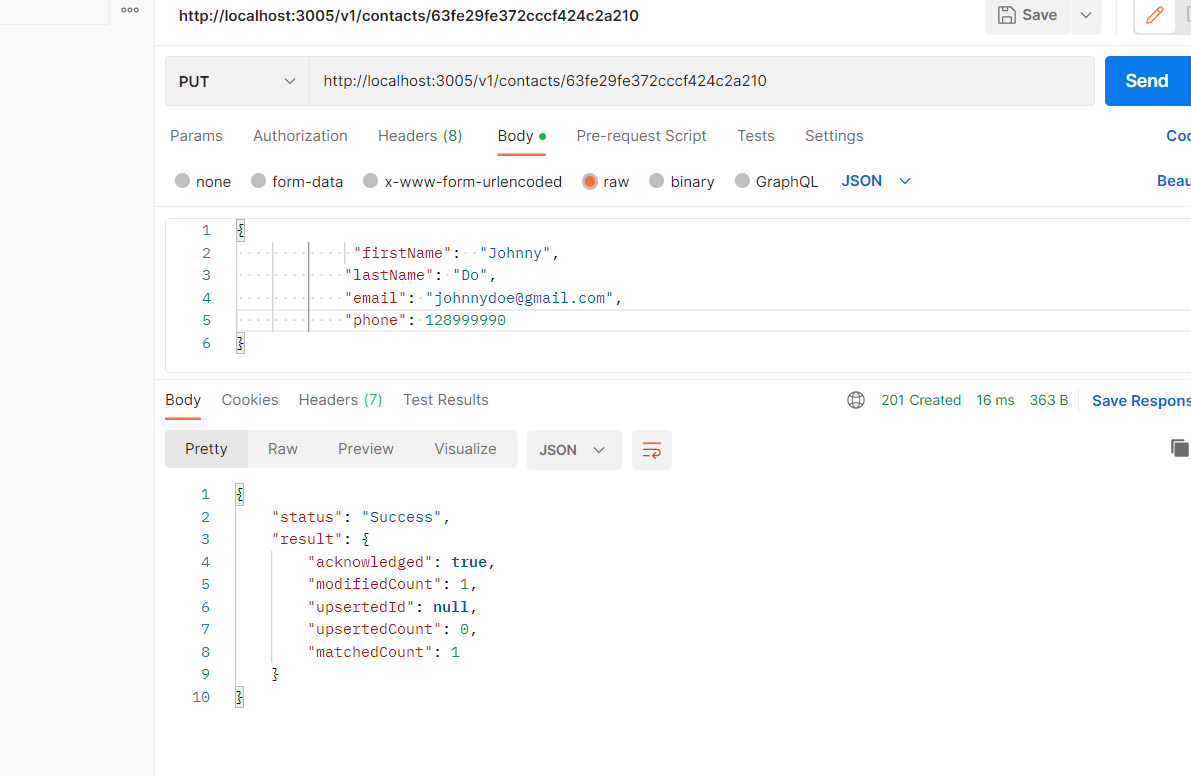 http://localhost:3005/v1/contacts/63fe29fe372cccf424c2a210
Save
PUT
http://localhost:3005/v1/contacts/63fe29fe372cccf424c2a210
Send
Params Authorization Headers (8) Body Pre-request Script Tests Settings Coo
none form-data x-www-form-urlencoded raw binary GraphQL JSON Beau
1 {
2 "firstName": "Johnny",
3 "lastName": "Do",
4 "email": "johnnydoe@gmail.com",
5 "phone": 128999990
6 }
Body Cookies Headers (7) Test Results 201 Created 16 ms 363 B Save Respons
Pretty Raw Preview Visualize JSON
1 {
2 "status": "Success",
3 "result": {
4 "acknowledged": true,
5 "modifiedCount": 1,
6 "upsertedId": null,
7 "upsertedCount": 0,
8 "matchedCount": 1
9 }
10 }